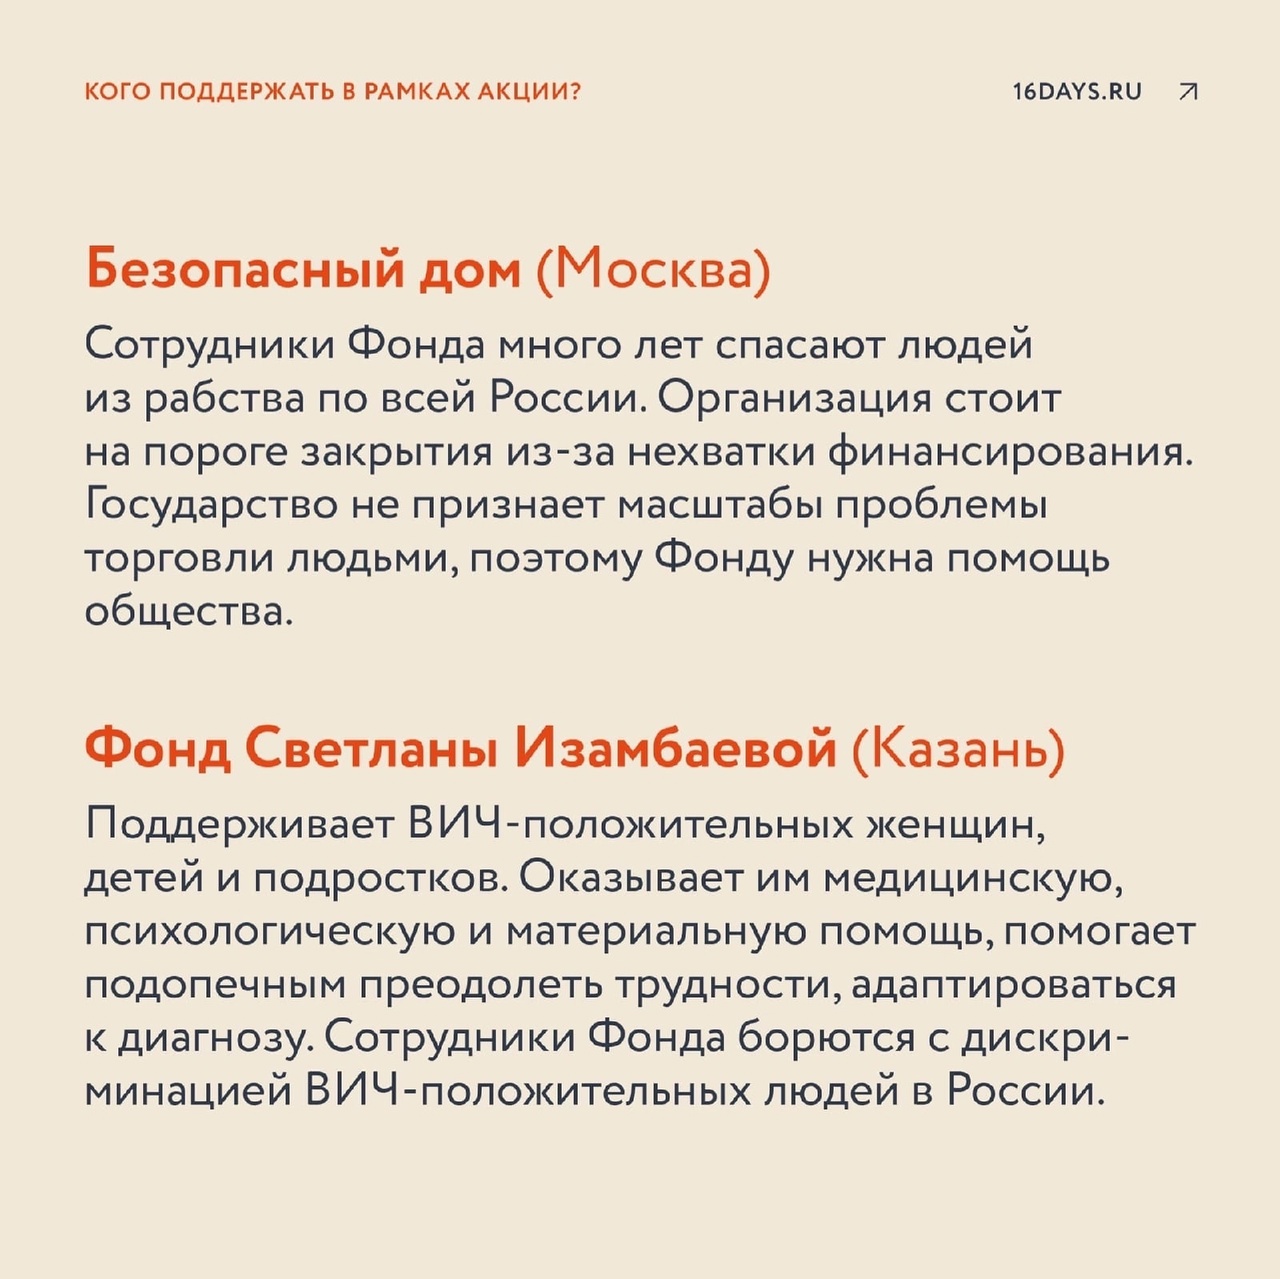 КОГО ПОДДЕРЖАТЬ В РАМКАХ АКЦИИ?
16DAYS.RU
Безопасный дом (Москва)
Сотрудники Фонда много лет спасают людей
из рабства по всей России. Организация стоит
на пороге закрытия из-за нехватки финансирования.
Государство не признает масштабы проблемы
торговли людьми, поэтому Фонду нужна помощь
общества.
Фонд Светланы Изамбаевой (Казань)
Поддерживает ВИЧ-положительных женщин,
детей и подростков. Оказывает им медицинскую,
психологическую и материальную помощь, помогает
подопечным преодолеть трудности, адаптироваться
к диагнозу. Сотрудники Фонда борются с дискри-
минацией ВИЧ-положительных людей в России.